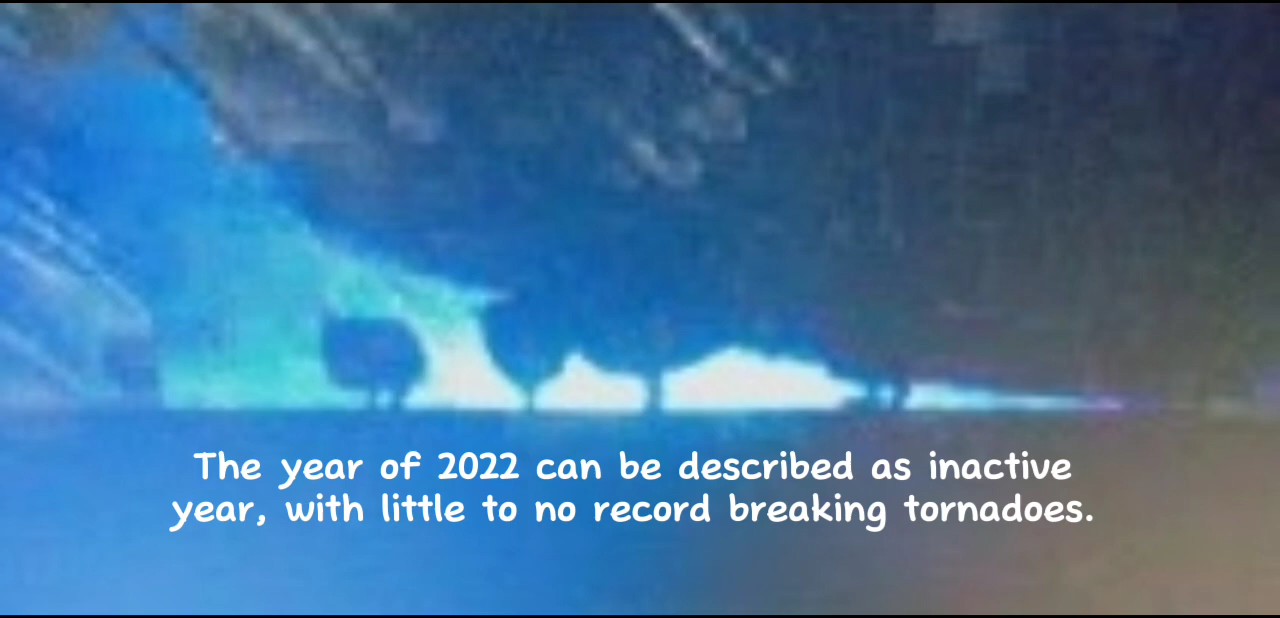 The year of 2022 can be described as inactive
year, with little to no record breaking tornadoes.